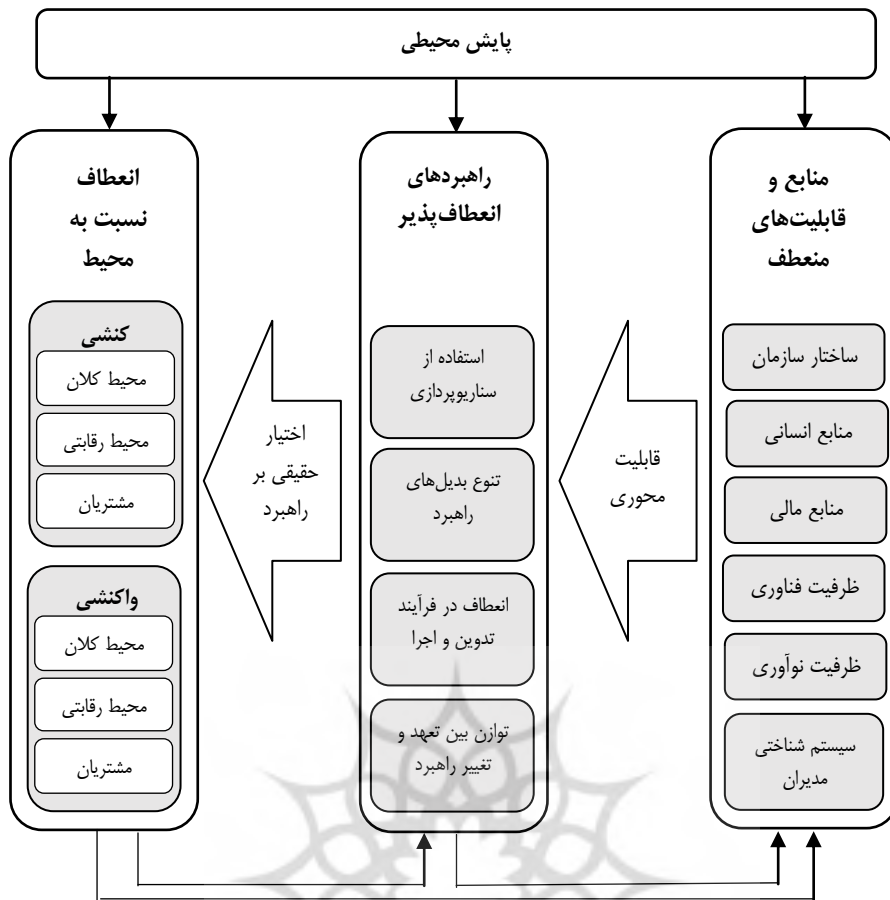 پایش محیطی
منابع و
قابلیت‌های
منعطف
ساختار سازمان
منابع انسانی
منابع مالی
ظرفیت فناوری
ظرفیت نوآوری
سیستم شناختی
مدیران
قابلیت
محوری
راهبردهای
انعطاف‌پذیر
استفاده از
سناریوپردازی
تنوع بدیل‌های
راهبرد
انعطاف در فرآیند
تدوین و اجرا
توازن بین تعهد و
تغییر راهبرد
اختیار
حقیقی بر
راهبرد
انعطاف
نسبت به
محیط
کنشی
محیط کلان
محیط رقابتی
مشتریان
واکنشی
محیط کلان
محیط رقابتی
مشتریان